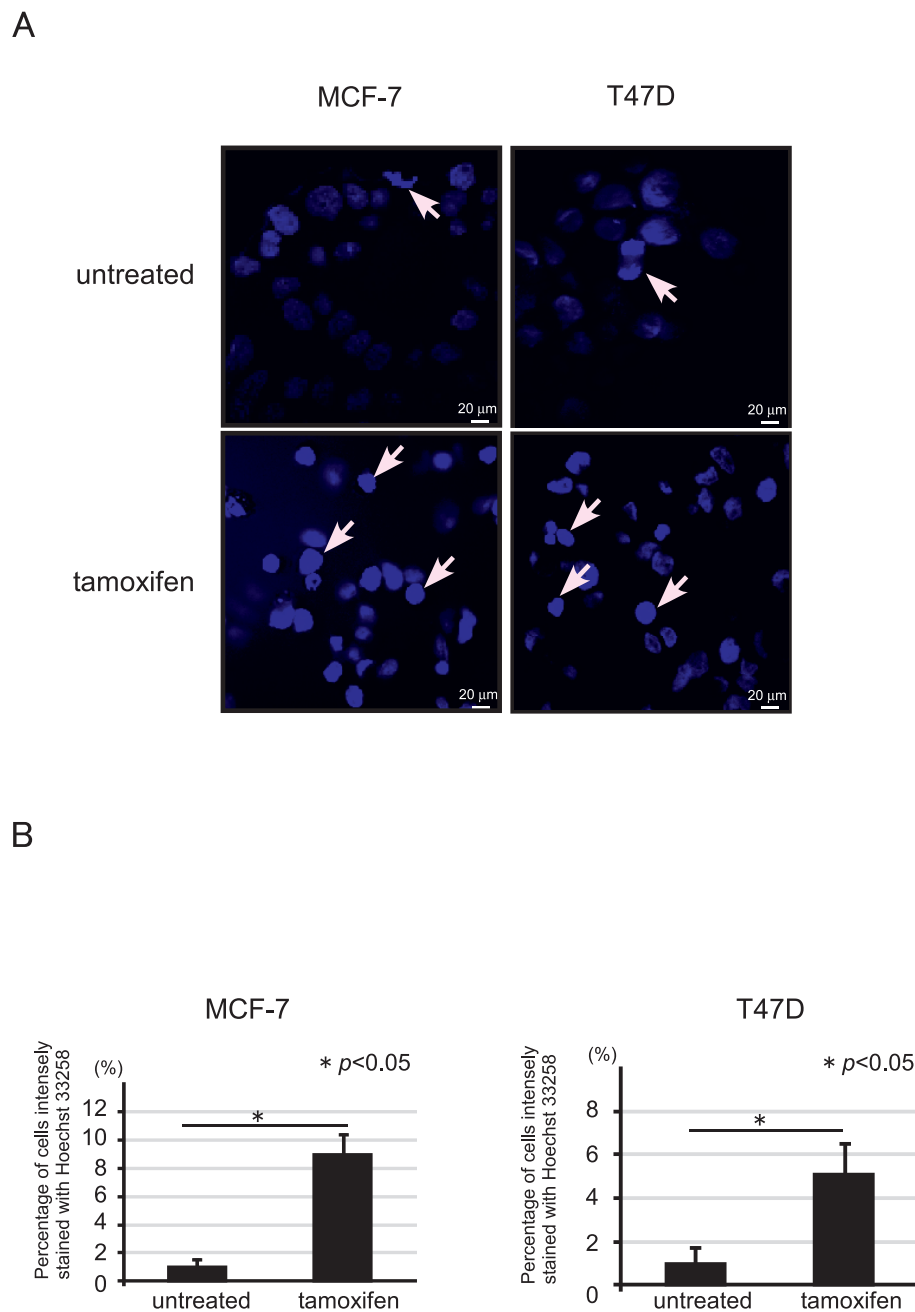 A
MCF-7
T47D
untreated
20 μm
20 μm
tamoxifen
20 μm
20 μm
B
MCF-7
Percentage of cells intensely
stained with Hoechst 33258
(%)
* p<0.05
12
10
8
6
4
2
0
*
untreated
tamoxifen
T47D
Percentage of cells intensely
stained with Hoechst 33258
(%)
* p<0.05
8
6
4
2
0
*
untreated
tamoxifen